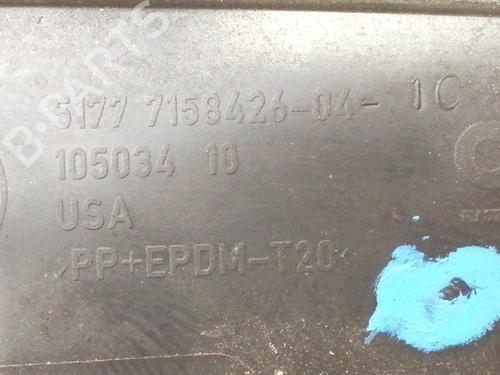 B-PARTS
5177 7158426-04- 1C
105034 10
USA
>PP+EPDM-T20